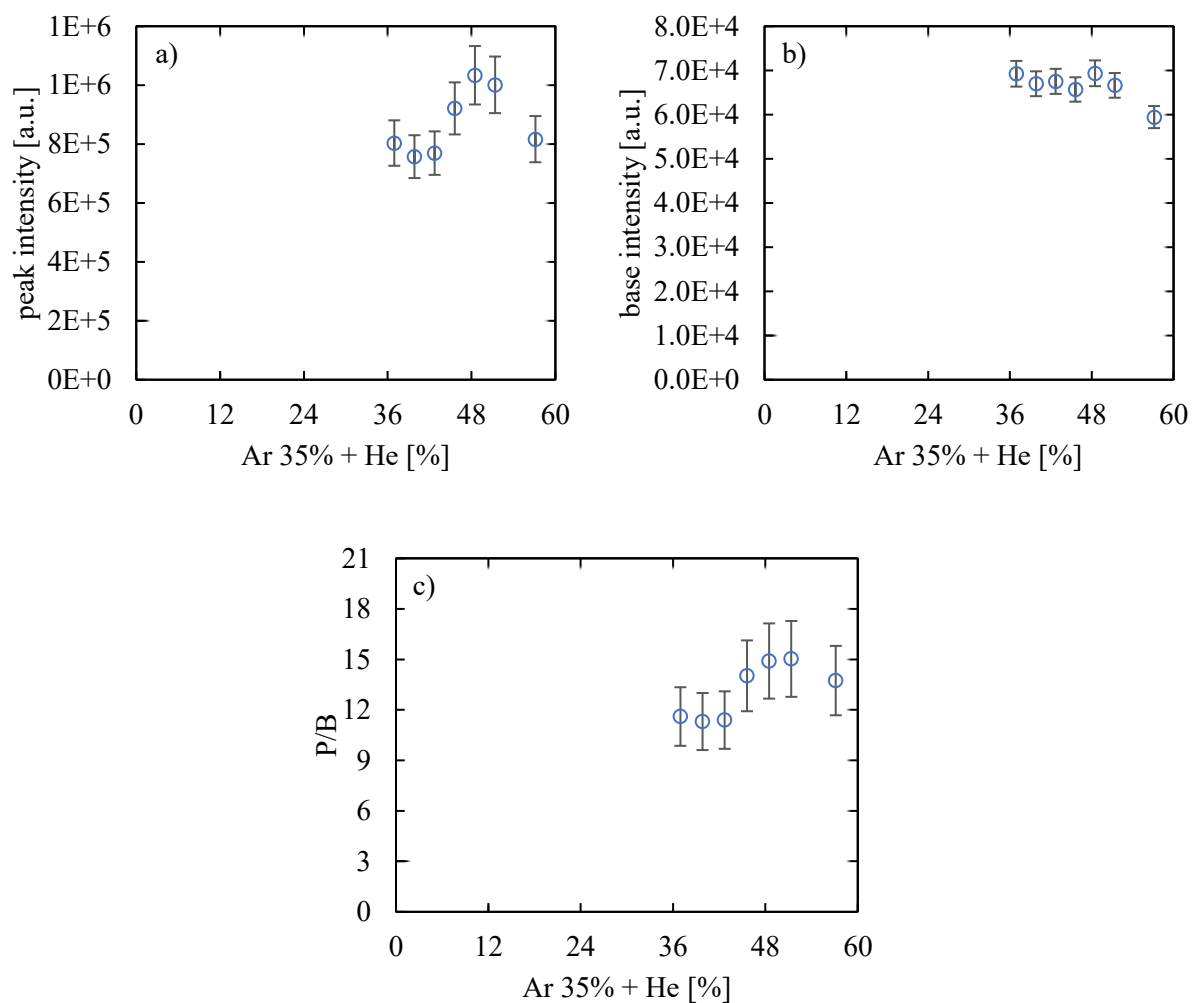 a)
peak intensity [a.u.]
1E+6
1E+6
8E+5
6E+5
4E+5
2E+5
0E+0
0 12 24 36 48 60
Ar 35% + He [%]
b)
base intensity [a.u.]
8.0E+4
7.0E+4
6.0E+4
5.0E+4
4.0E+4
3.0E+4
2.0E+4
1.0E+4
0.0E+0
0 12 24 36 48 60
Ar 35% + He [%]
c)
P/B
21
18
15
12
9
6
3
0
0 12 24 36 48 60
Ar 35% + He [%]